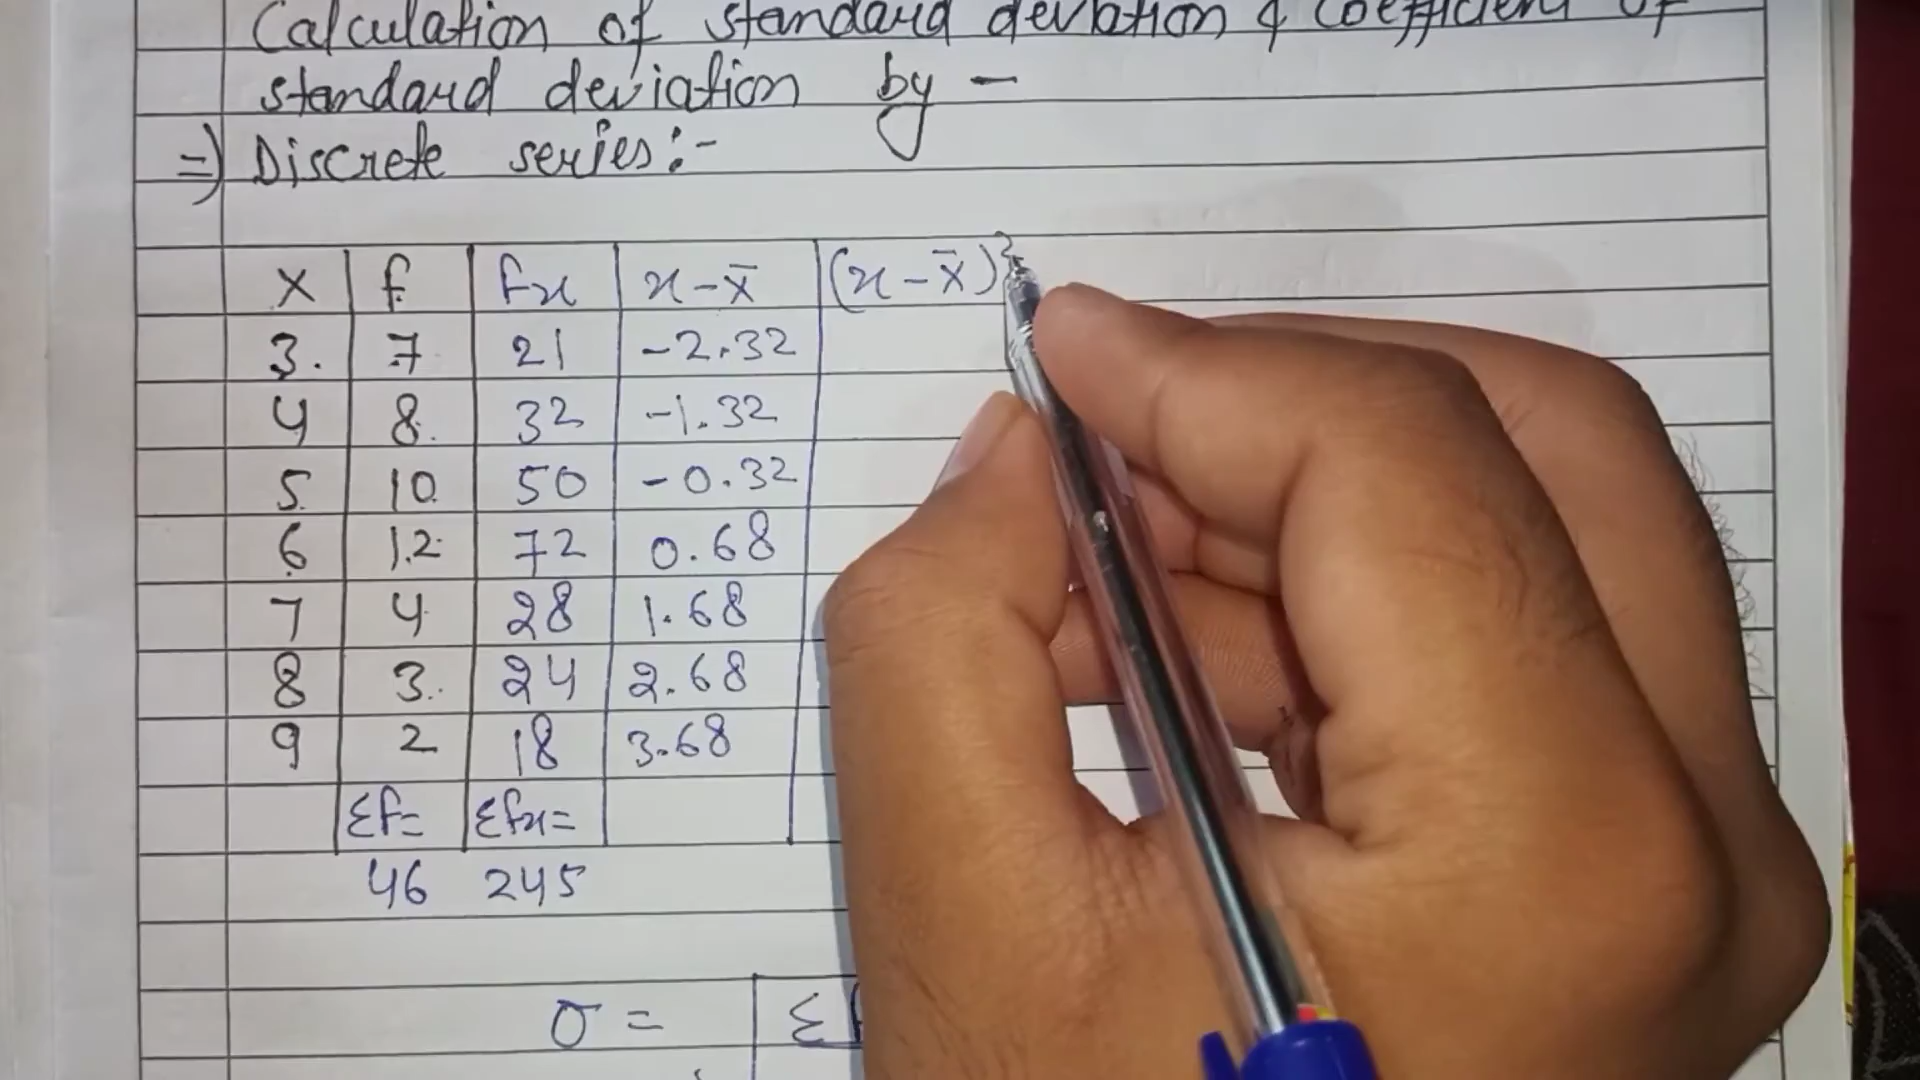 Calculation of standard deviation & coefficient of
standard deviation by -
=) Discrete series:-
x f fx x-x̄ (x-x̄)²
3. 7 21 -2.32
4 8. 32 -1.32
5 10 50 -0.32
6 12 72 0.68
7 4 28 1.68
8 3. 24 2.68
9 2 18 3.68
Σf= Σfx=
46 245
σ = Σ